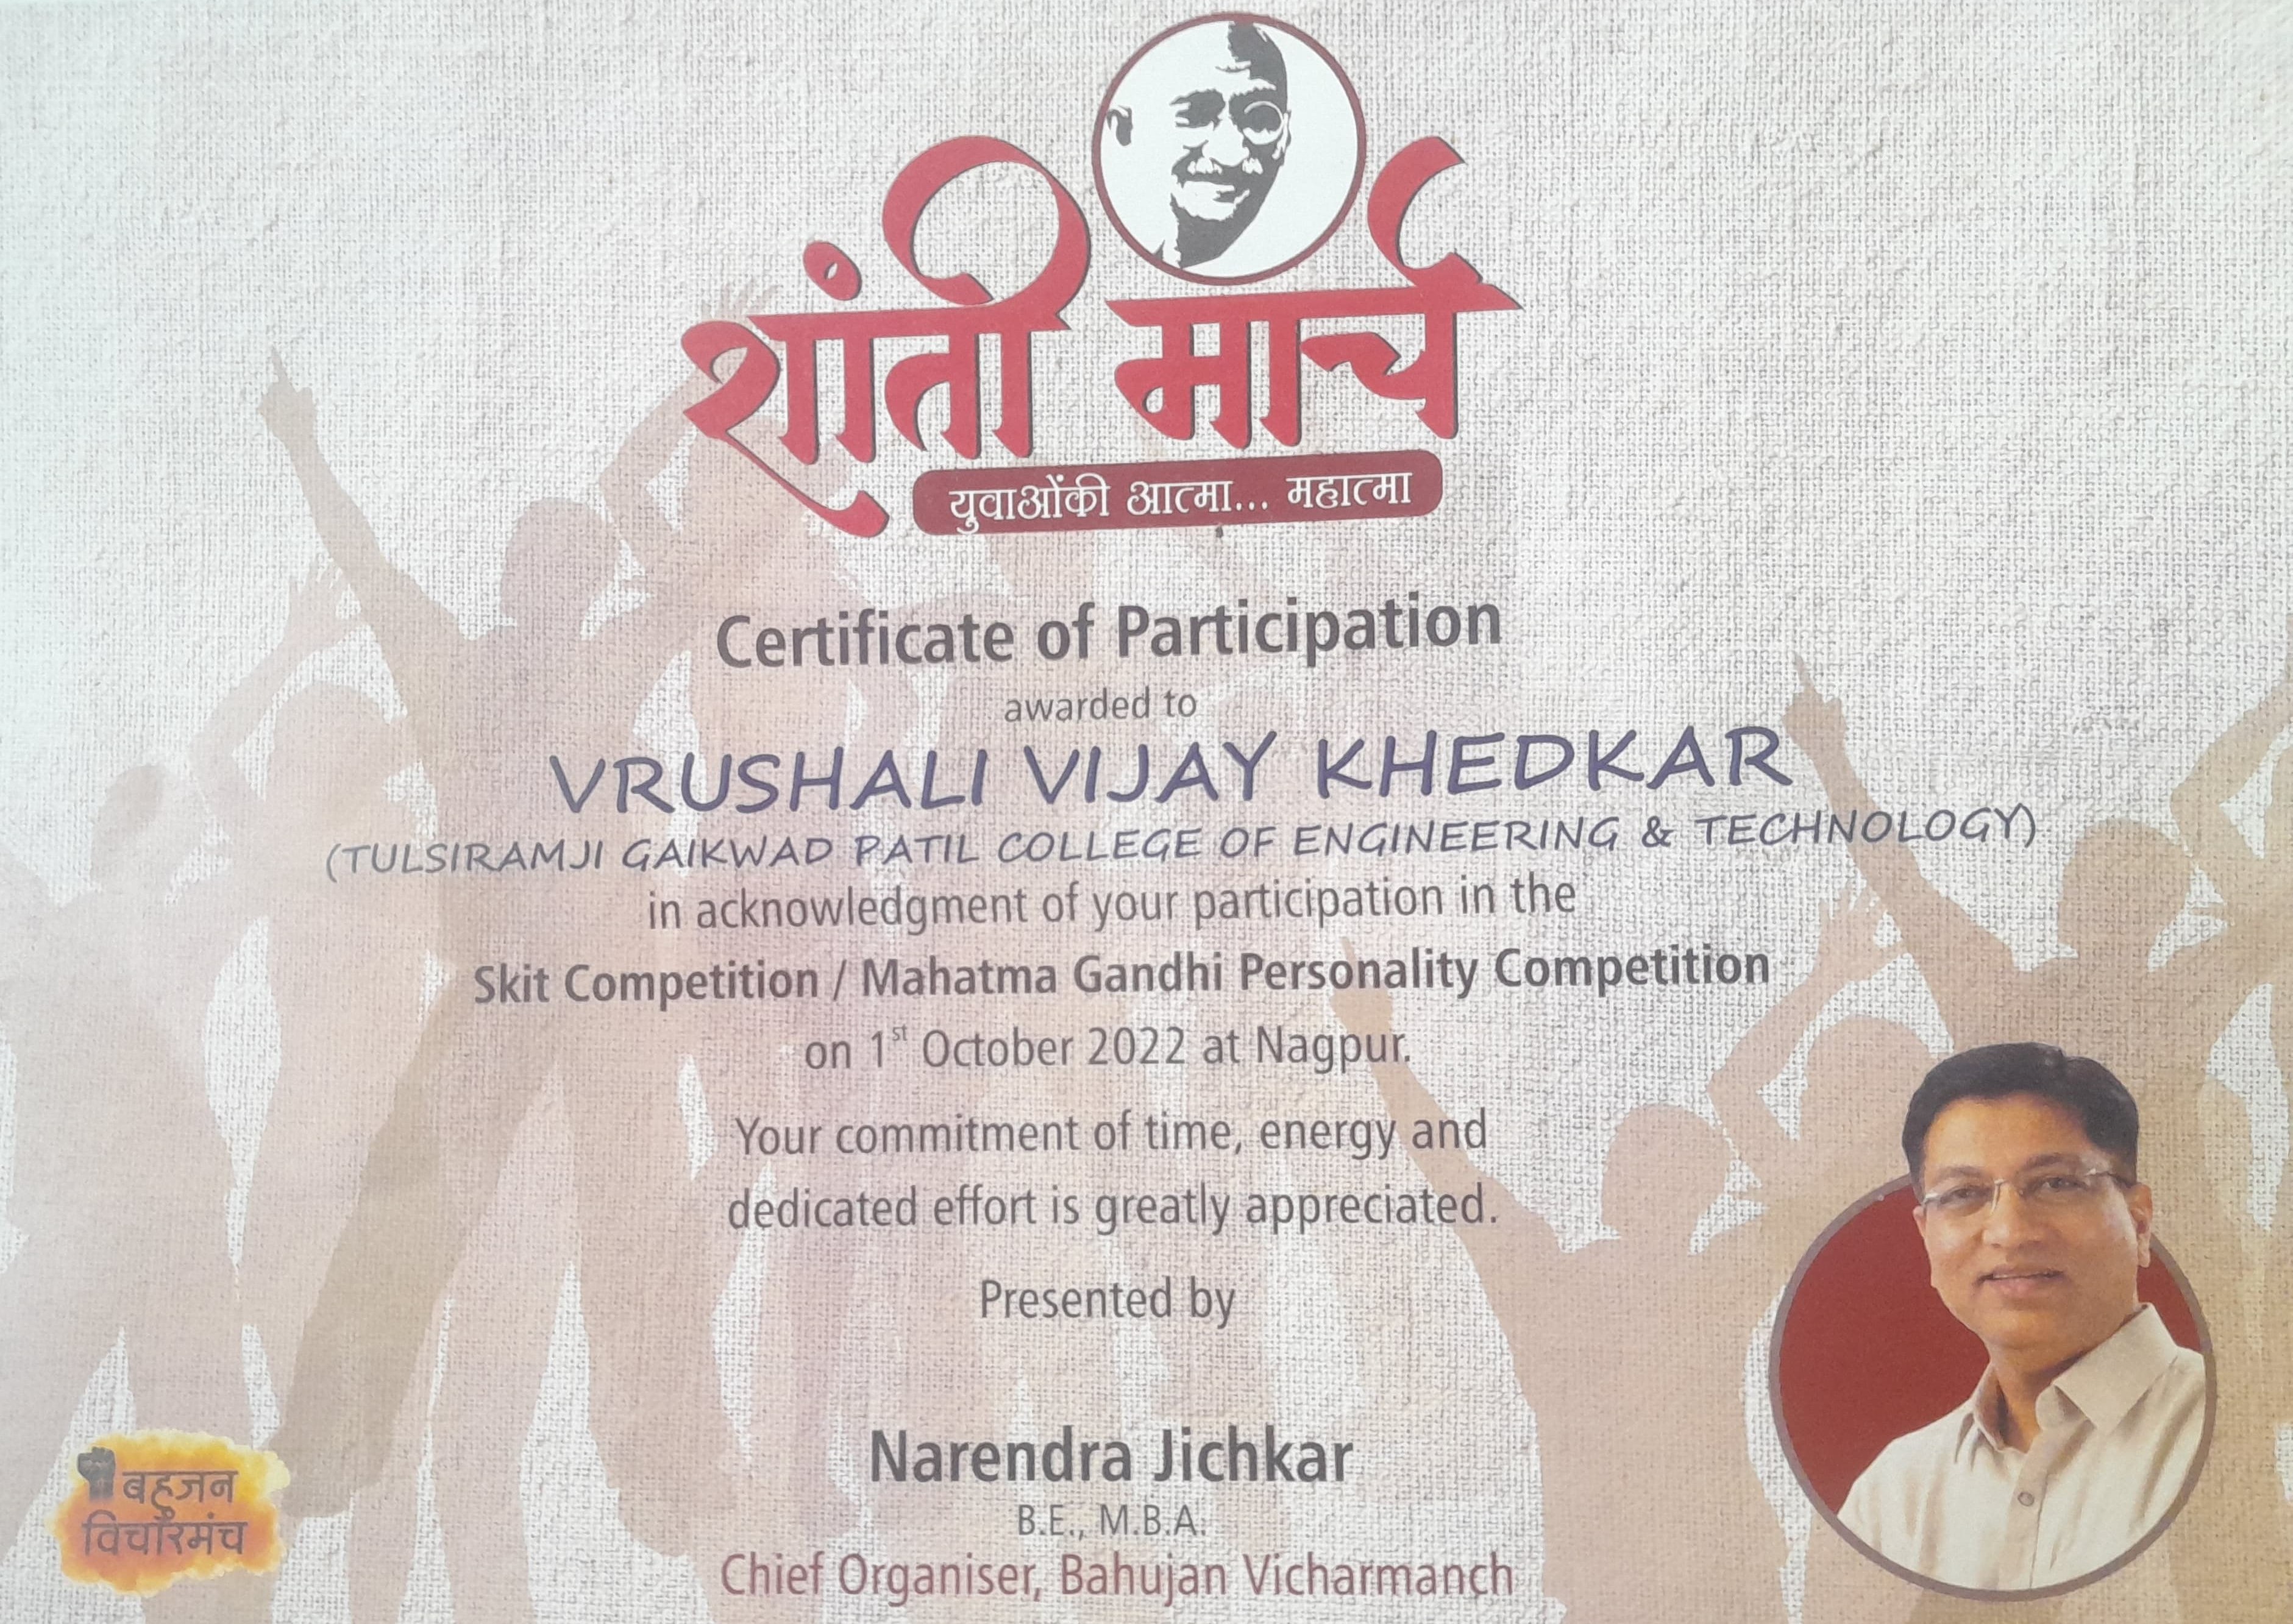 शांती मार्च
युवाओंकी आत्मा... महात्मा
Certificate of Participation
awarded to
VRUSHALI VIJAY KHEDKAR
(TULSIRAMJI GAIKWAD PATIL COLLEGE OF ENGINEERING & TECHNOLOGY)
in acknowledgment of your participation in the
Skit Competition / Mahatma Gandhi Personality Competition
on 1st October 2022 at Nagpur.
Your commitment of time, energy and
dedicated effort is greatly appreciated.
Presented by
Narendra Jichkar
B.E., M.B.A.
Chief Organiser, Bahujan Vicharmanch
बहुजन
विचारमंच